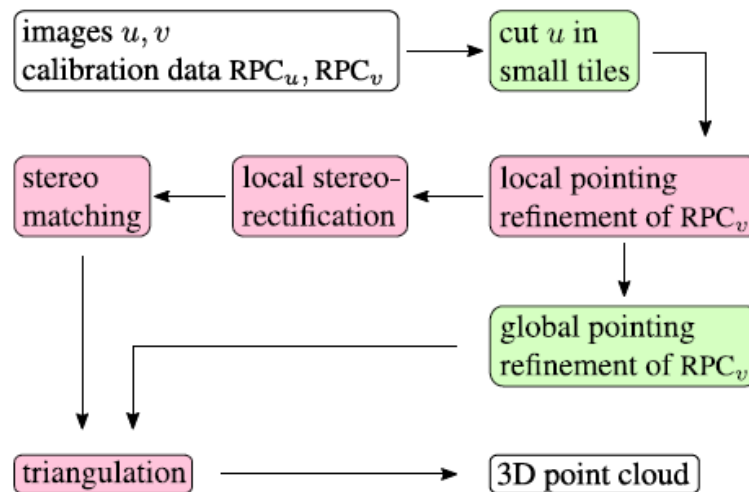 images u, v
calibration data RPC_u, RPC_v
cut u in
small tiles
stereo
matching
local stereo-
rectification
local pointing
refinement of RPC_v
global pointing
refinement of RPC_v
triangulation
3D point cloud